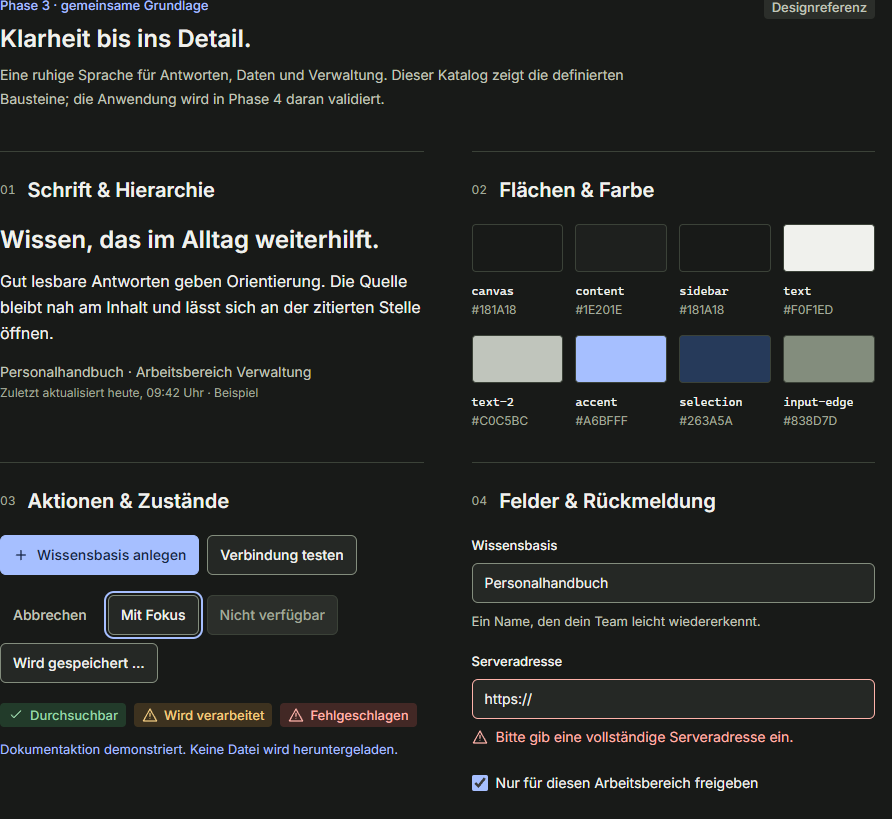 Phase 3 · gemeinsame Grundlage
Designreferenz
Klarheit bis ins Detail.
Eine ruhige Sprache für Antworten, Daten und Verwaltung. Dieser Katalog zeigt die definierten
Bausteine; die Anwendung wird in Phase 4 daran validiert.
01 Schrift & Hierarchie
Wissen, das im Alltag weiterhilft.
Gut lesbare Antworten geben Orientierung. Die Quelle
bleibt nah am Inhalt und lässt sich an der zitierten Stelle
öffnen.
Personalhandbuch · Arbeitsbereich Verwaltung
Zuletzt aktualisiert heute, 09:42 Uhr · Beispiel
02 Flächen & Farbe
canvas content sidebar text
#181A18 #1E201E #181A18 #F0F1ED
text-2 accent selection input-edge
#C0C5BC #A6BFFF #263A5A #838D7D
03 Aktionen & Zustände
+ Wissensbasis anlegen Verbindung testen
Abbrechen Mit Fokus Nicht verfügbar
Wird gespeichert ...
Durchsuchbar Wird verarbeitet Fehlgeschlagen
Dokumentaktion demonstriert. Keine Datei wird heruntergeladen.
04 Felder & Rückmeldung
Wissensbasis
Personalhandbuch
Ein Name, den dein Team leicht wiedererkennt.
Serveradresse
https://
Bitte gib eine vollständige Serveradresse ein.
Nur für diesen Arbeitsbereich freigeben